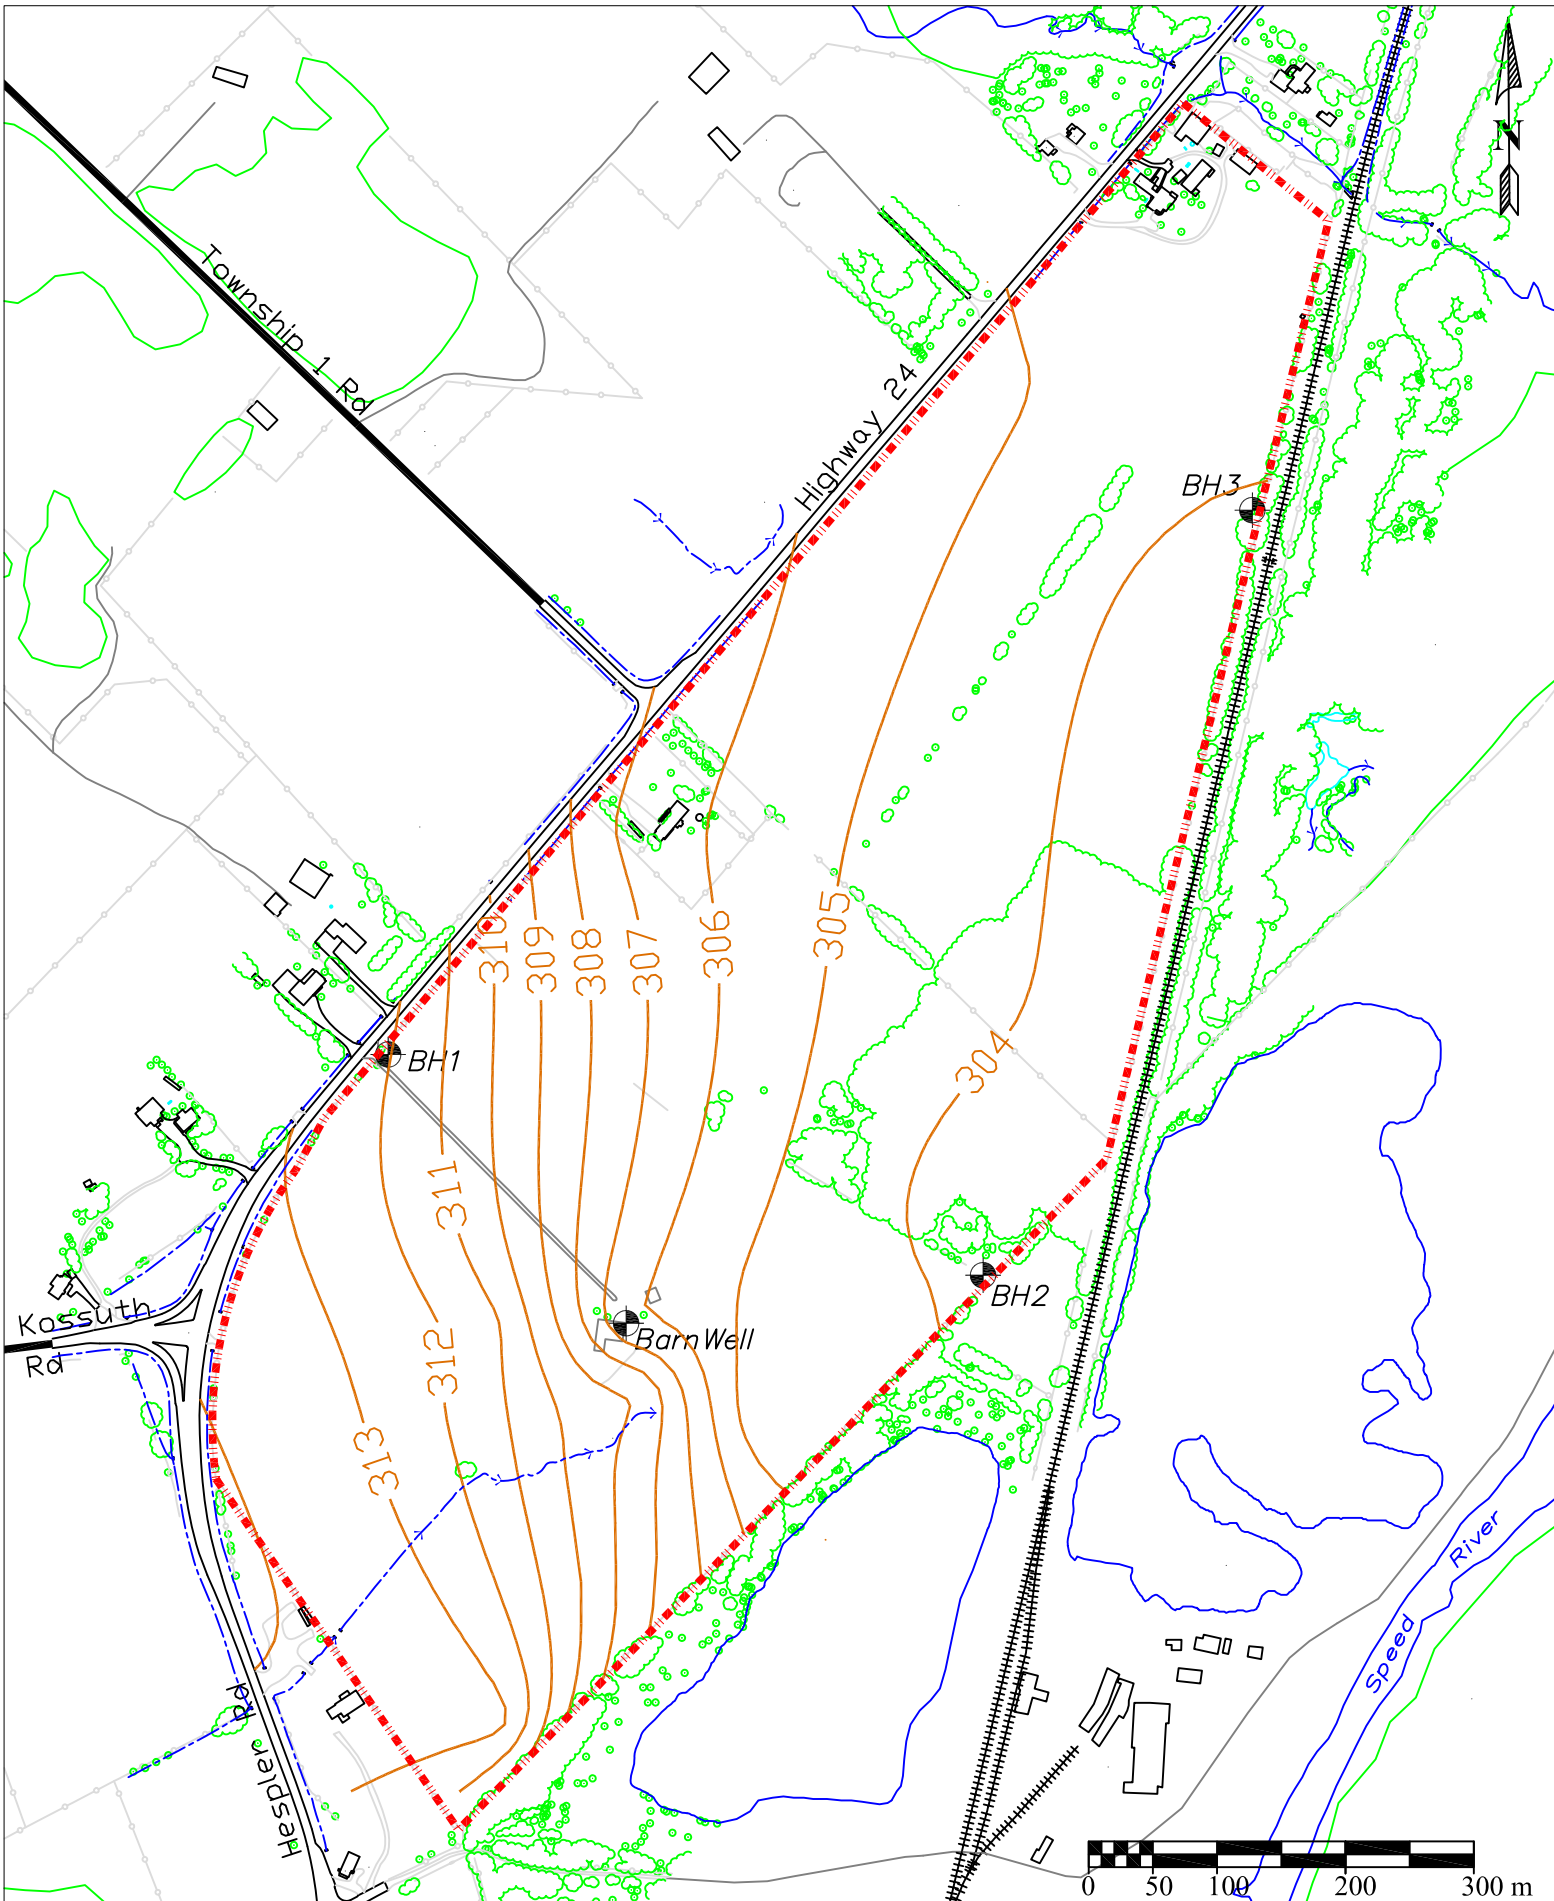 N
Township 1 Rd
Highway 24
BH3
310
309
308
307
306
305
304
BH1
311
BH2
Kossuth
Rd
Barn Well
312
313
River
Speed
Hespler Rd
0 50 100 200 300 m